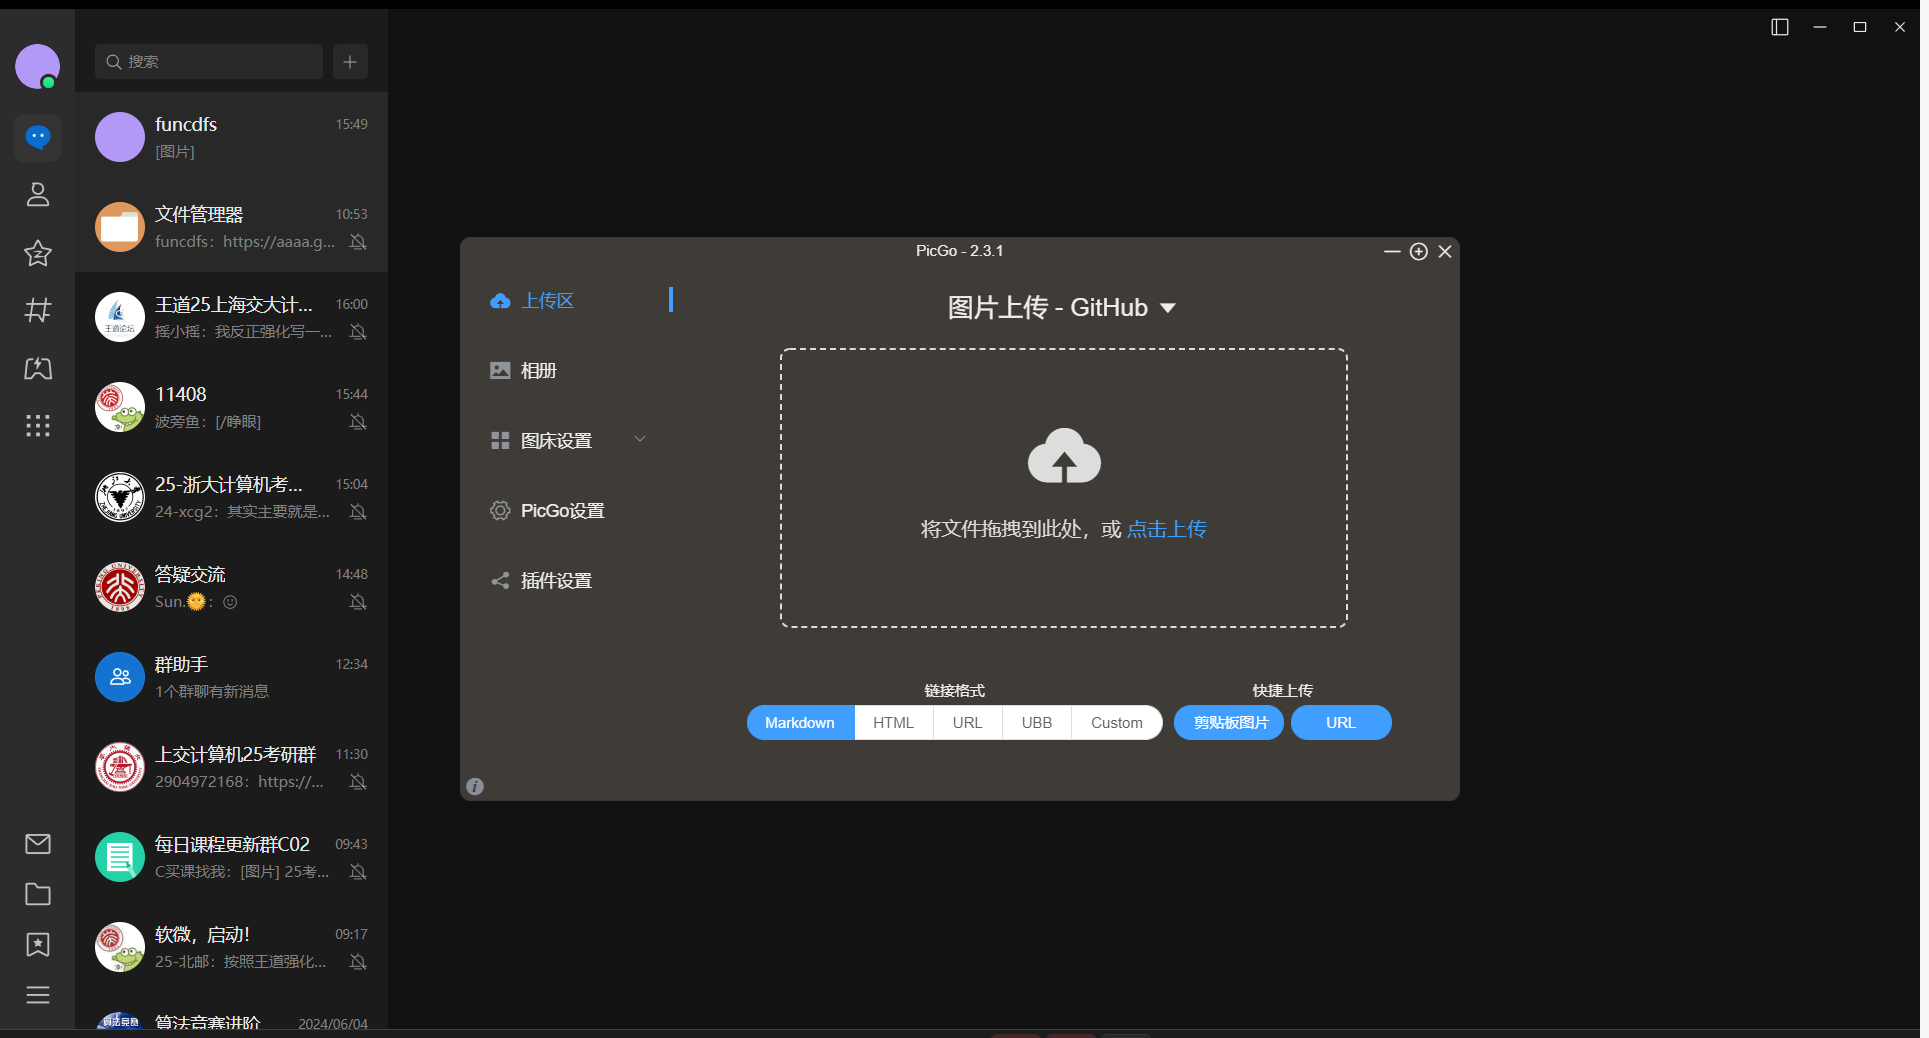 搜索
funcdfs 15:49
[图片]
文件管理器 10:53
funcdfs：https://aaaa.g...
王道25上海交大计... 16:00
摇小摇：我反正强化写一...
11408 15:44
波旁鱼：[/睁眼]
25-浙大计算机考... 15:04
24-xcg2：其实主要就是...
答疑交流 14:48
Sun.🌞：
群助手 12:34
1个群聊有新消息
上交计算机25考研群 11:30
2904972168：https://...
每日课程更新群C02 09:43
C买课找我：[图片] 25考...
软微，启动！ 09:17
25-北邮：按照王道强化...
算法竞赛进阶 2024/06/04
王道论坛
PicGo - 2.3.1
上传区
相册
图床设置
PicGo设置
插件设置
图片上传 - GitHub
将文件拖拽到此处，或 点击上传
链接格式
Markdown HTML URL UBB Custom
快捷上传
剪贴板图片 URL